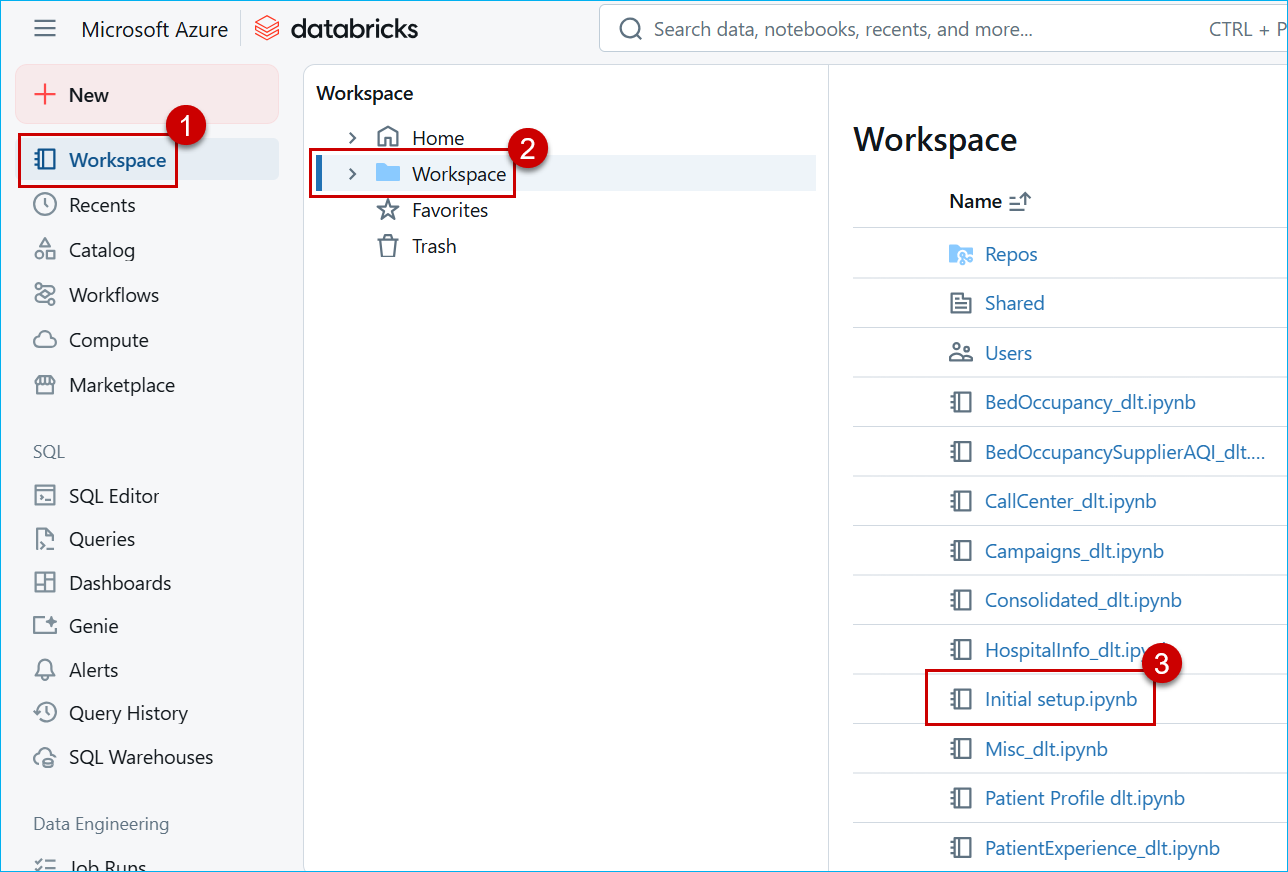 Microsoft Azure databricks
Search data, notebooks, recents, and more... CTRL + P
New
1
Workspace
Recents
Catalog
Workflows
Compute
Marketplace
SQL
SQL Editor
Queries
Dashboards
Genie
Alerts
Query History
SQL Warehouses
Data Engineering
Job Runs
Workspace
Home
2
Workspace
Favorites
Trash
Workspace
Name
Repos
Shared
Users
BedOccupancy_dlt.ipynb
BedOccupancySupplierAQI_dlt....
CallCenter_dlt.ipynb
Campaigns_dlt.ipynb
Consolidated_dlt.ipynb
HospitalInfo_dlt.ipynb
3
Initial setup.ipynb
Misc_dlt.ipynb
Patient Profile dlt.ipynb
PatientExperience_dlt.ipynb